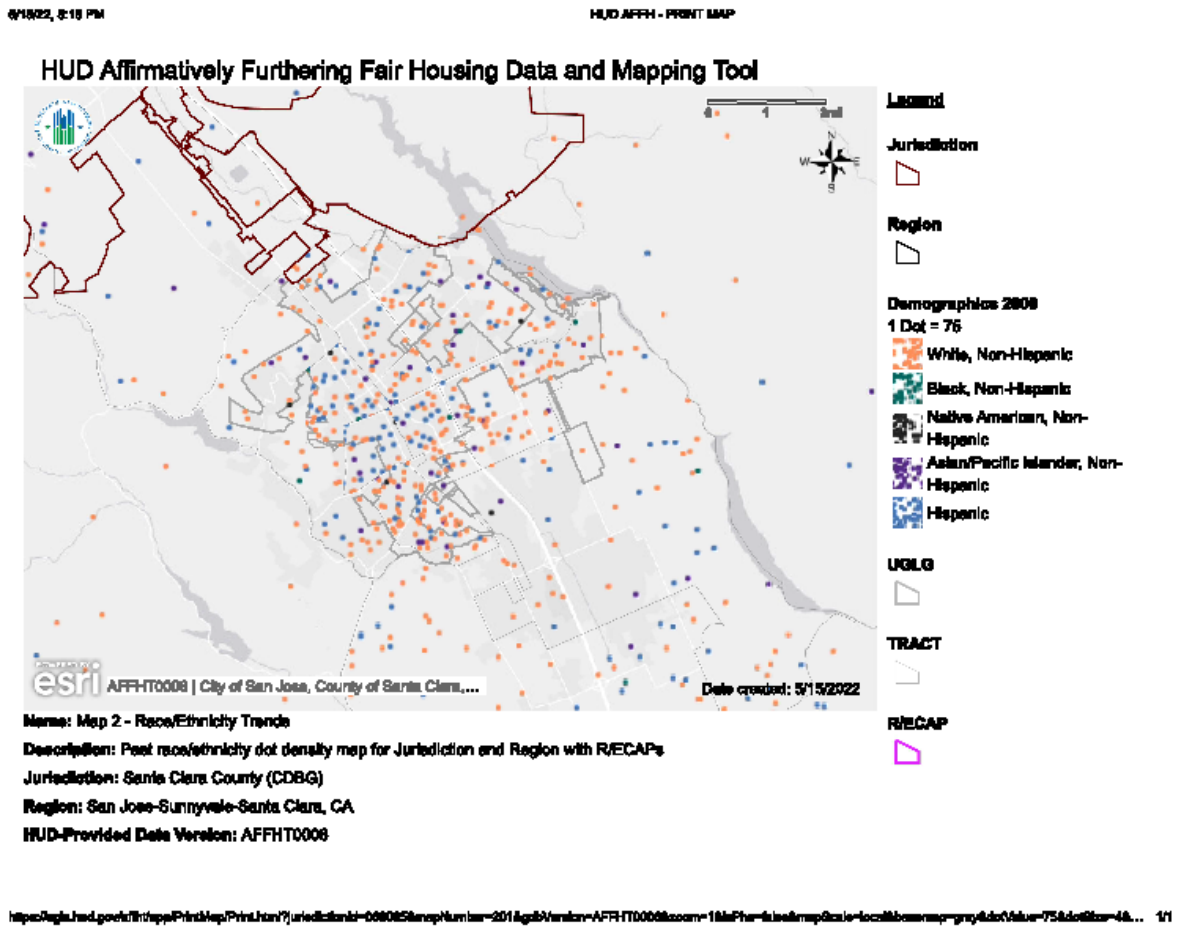 HUD AFFH - PRINT MAP
HUD Affirmatively Furthering Fair Housing Data and Mapping Tool
Legend
0 1 2mi
N
W E
S
Jurisdiction
Region
1 Dot = 75
White, Non-Hispanic
Black, Non-Hispanic
Native American, Non-
Hispanic
Asian/Pacific Islander, Non-
Hispanic
Hispanic
UGLG
TRACT
R/ECAP
POWERED BY
esri
AFFHT0006 | City of San Jose, County of Santa Clara,...
Date created: 5/15/2022
Name: Map 2 - Race/Ethnicity Trends
Description: Past race/ethnicity dot density map for Jurisdiction and Region with R/ECAPs
Jurisdiction: Santa Clara County (CDBG)
Region: San Jose-Sunnyvale-Santa Clara, CA
HUD-Provided Data Version: AFFHT0006
1/1